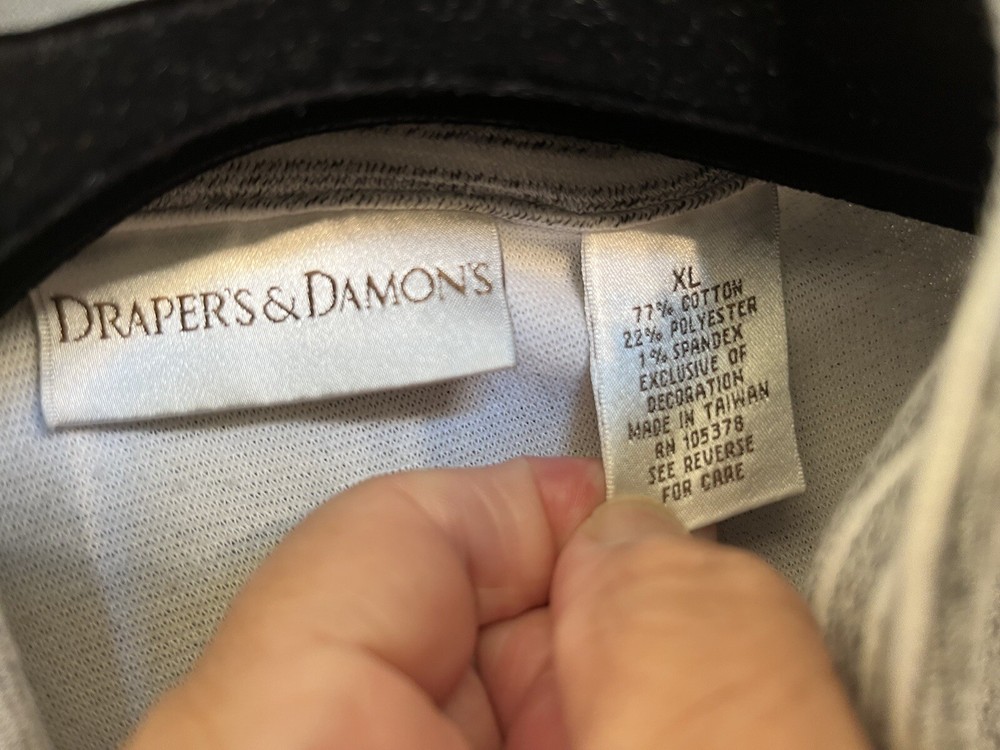 DRAPER'S & DAMON'S
XL
77% COTTON
22% POLYESTER
1% SPANDEX
EXCLUSIVE OF
DECORATION
MADE IN TAIWAN
RN 105378
SEE REVERSE
FOR CARE